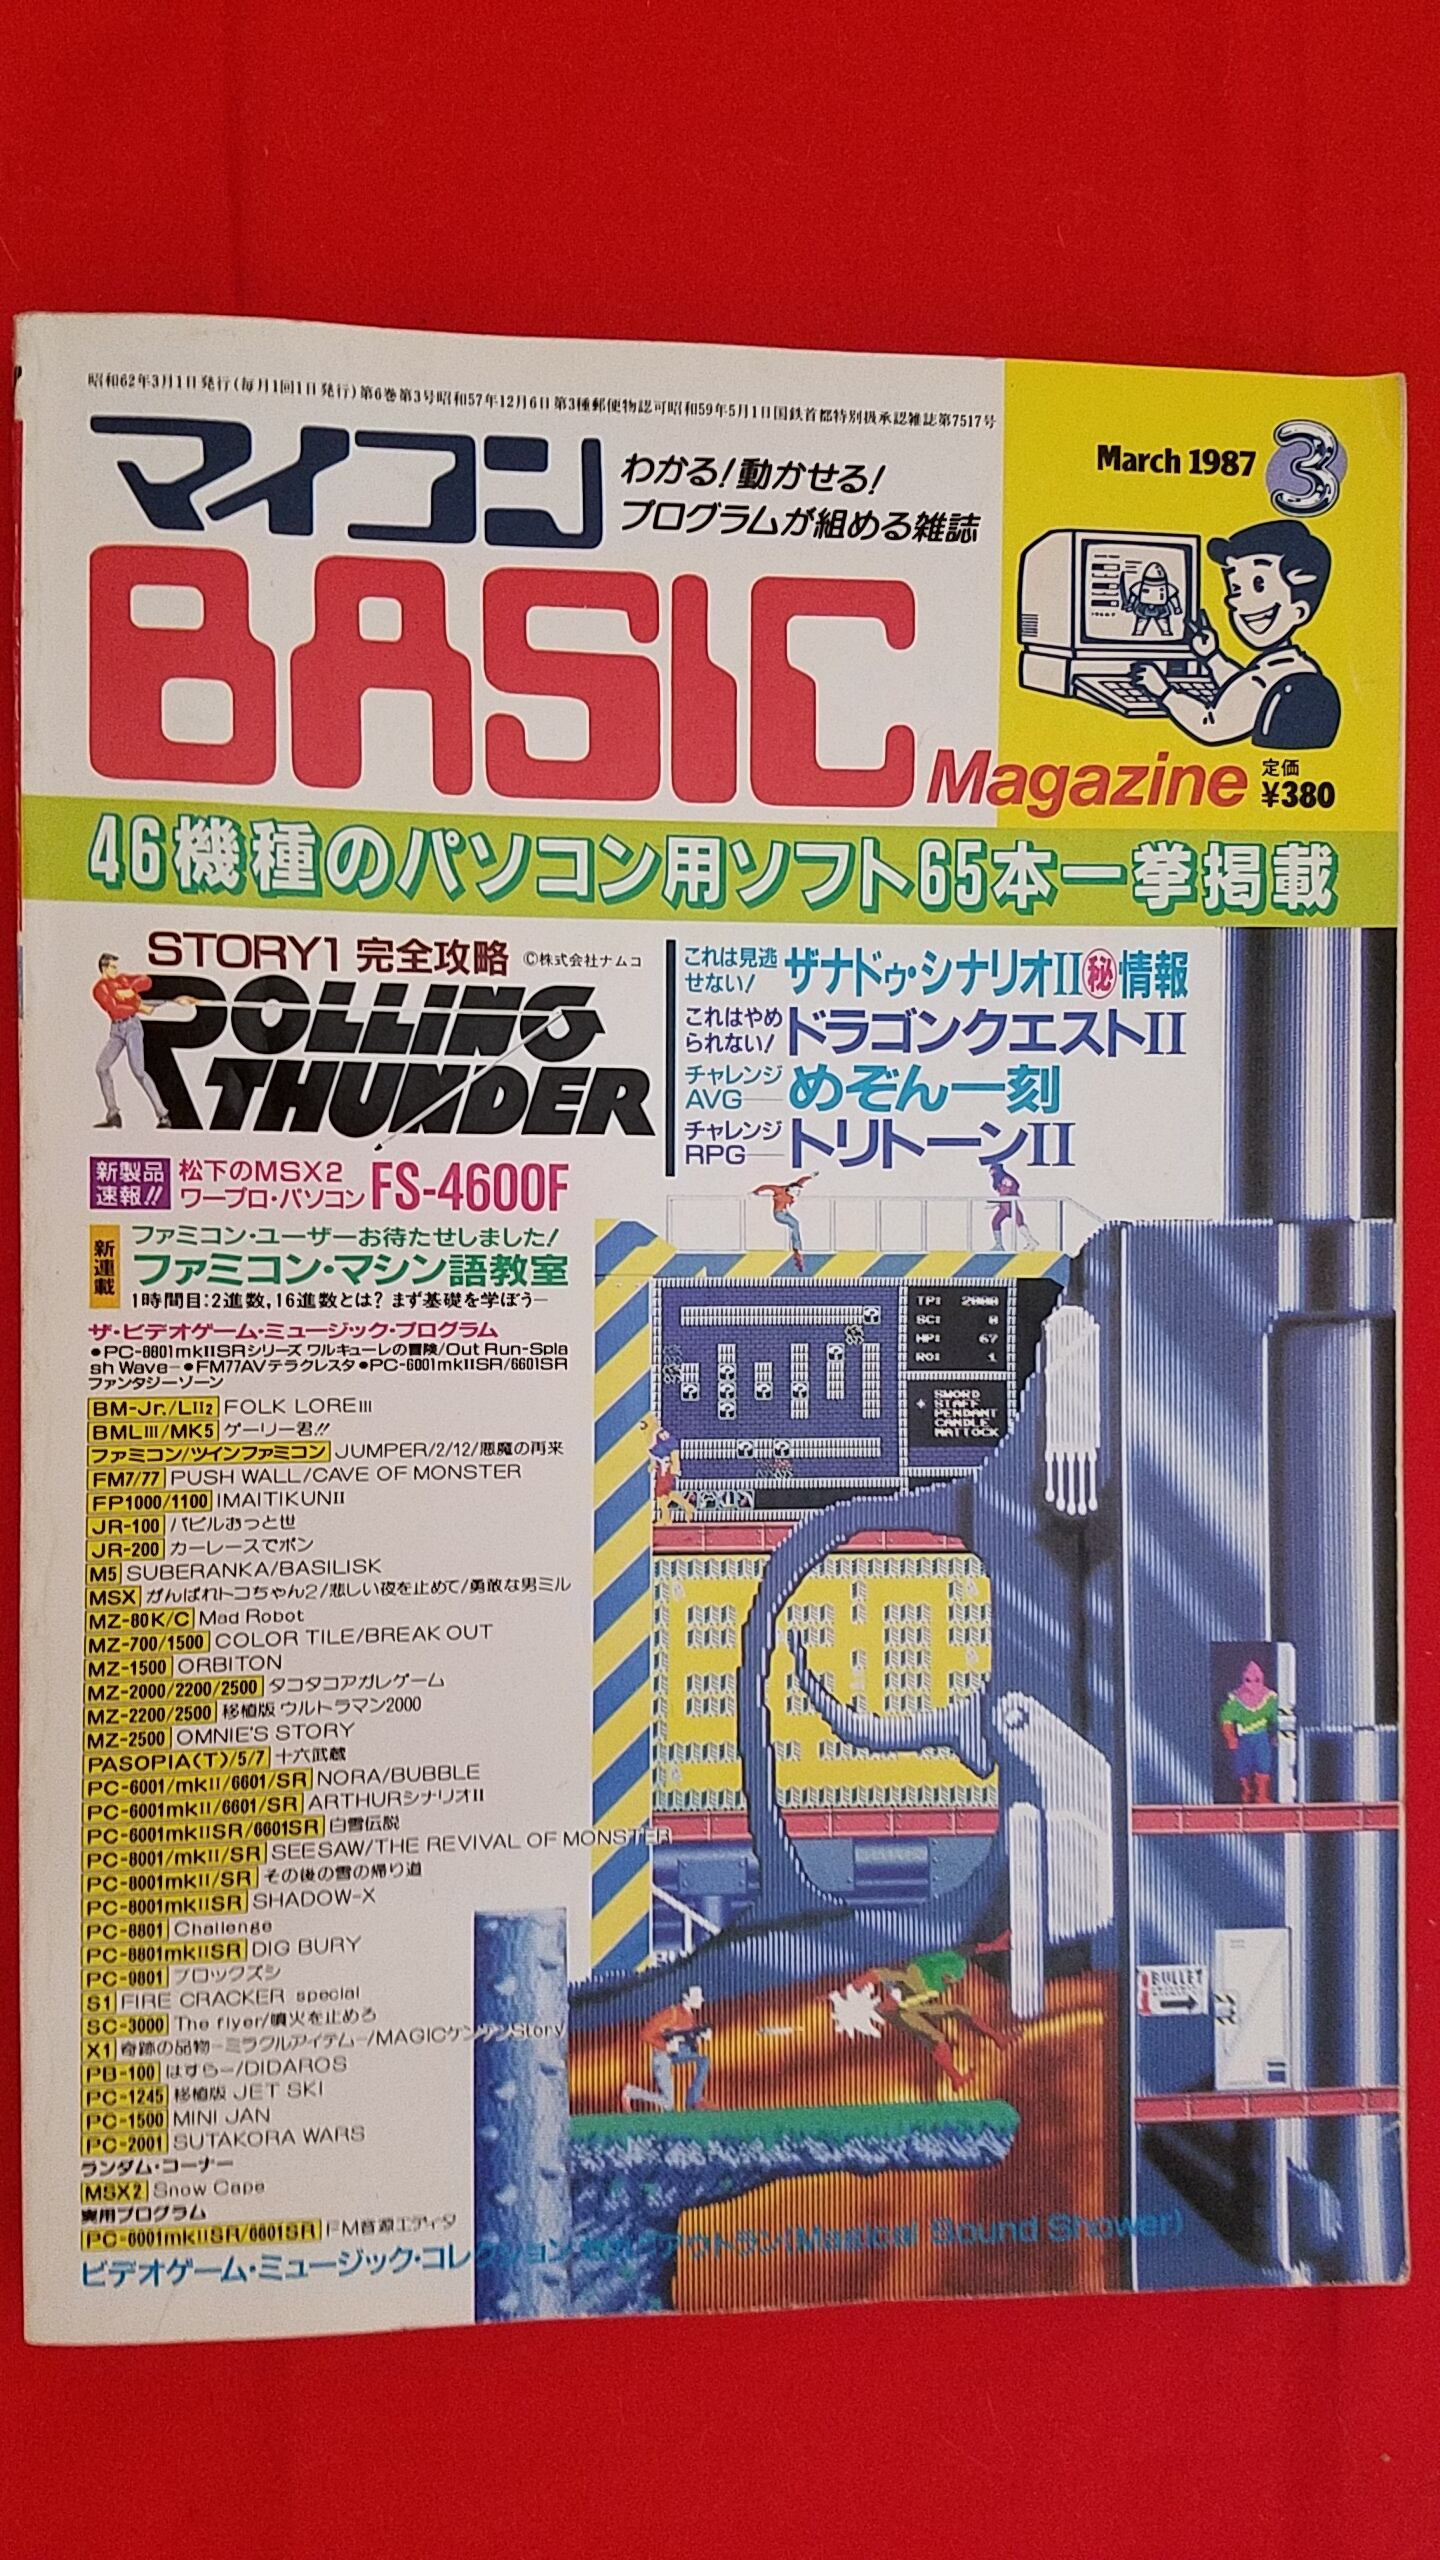 昭和62年3月1日発行(毎月1回1日発行)第6巻第3号昭和57年12月6日第3種郵便物認可昭和59年5月1日国鉄首都特別扱承認雑誌第7517号
マイコン
わかる!動かせる!
プログラムが組める雑誌
March 1987 3
BASIC
Magazine
定価
¥380
46機種のパソコン用ソフト65本一挙掲載
STORY1 完全攻略 ©株式会社ナムコ
ROLLING
THUNDER
これは見逃せない! ザナドゥ・シナリオII㊙情報
これはやめられない! ドラゴンクエストII
チャレンジAVG── めぞん一刻
チャレンジRPG── トリトーンII
新製品速報!! 松下のMSX2
ワープロ・パソコン FS-4600F
新連載 ファミコン・ユーザーお待たせしました!
ファミコン・マシン語教室
1時間目:2進数,16進数とは? まず基礎を学ぼう─
ザ・ビデオゲーム・ミュージック・プログラム
●PC-8801mkIISRシリーズ ワルキューレの冒険/Out Run-Spla
sh Wave- ●FM77AVテラクレスタ ●PC-6001mkIISR/6601SR
ファンタジーゾーン
BM-Jr./LII2 FOLK LOREIII
BMLIII/MK5 ゲーリー君!!
ファミコン/ツインファミコン JUMPER/2/12/悪魔の再来
FM7/77 PUSH WALL/CAVE OF MONSTER
FP1000/1100 IMAITIKUNII
JR-100 バビルおっと世
JR-200 カーレースでポン
M5 SUBERANKA/BASILISK
MSX がんばれトコちゃん2/悲しい夜を止めて/勇敢な男ミル
MZ-80K/C Mad Robot
MZ-700/1500 COLOR TILE/BREAK OUT
MZ-1500 ORBITON
MZ-2000/2200/2500 タコタコアガレゲーム
MZ-2200/2500 移植版 ウルトラマン2000
MZ-2500 OMNIE'S STORY
PASOPIA(T)/5/7 十六武蔵
PC-6001/mkII/6601/SR NORA/BUBBLE
PC-6001mkII/6601/SR ARTHURシナリオII
PC-6001mkIISR/6601SR 白雪伝説
PC-8001/mkII/SR SEESAW/THE REVIVAL OF MONSTER
PC-8001mkII/SR その後の雪の帰り道
PC-8001mkIISR SHADOW-X
PC-8801 Challenge
PC-8801mkIISR DIG BURY
PC-9801 ブロックズシ
S1 FIRE CRACKER special
SC-3000 The flyer/噴火を止めろ
X1 奇跡の品物-ミラクルアイテム-/MAGICケンゲンStory
PB-100 はすらー/DIDAROS
PC-1245 移植版 JET SKI
PC-1500 MINI JAN
PC-2001 SUTAKORA WARS
ランダム・コーナー
MSX2 Snow Cape
実用プログラム
PC-6001mkIISR/6601SR FM音源エディタ
ビデオゲーム・ミュージック・コレクション アウトラン(Magical Sound Shower)
TP: 2000
SC: 0
HP: 67
RO: 1
SWORD
STAFF
PENDANT
CANDLE
MATTOCK
BULLET